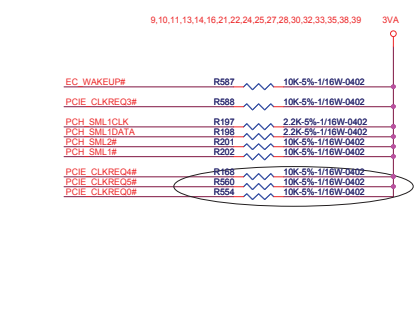 9,10,11,13,14,16,21,22,24,25,27,28,30,32,33,35,38,39 3VA
EC_WAKEUP# R587 10K-5%-1/16W-0402
PCIE_CLKREQ3# R588 10K-5%-1/16W-0402
PCH_SML1CLK R197 2.2K-5%-1/16W-0402
PCH_SML1DATA R198 2.2K-5%-1/16W-0402
PCH_SML2# R201 10K-5%-1/16W-0402
PCH_SML1# R202 10K-5%-1/16W-0402
PCIE_CLKREQ4# R168 10K-5%-1/16W-0402
PCIE_CLKREQ5# R560 10K-5%-1/16W-0402
PCIE_CLKREQ0# R554 10K-5%-1/16W-0402